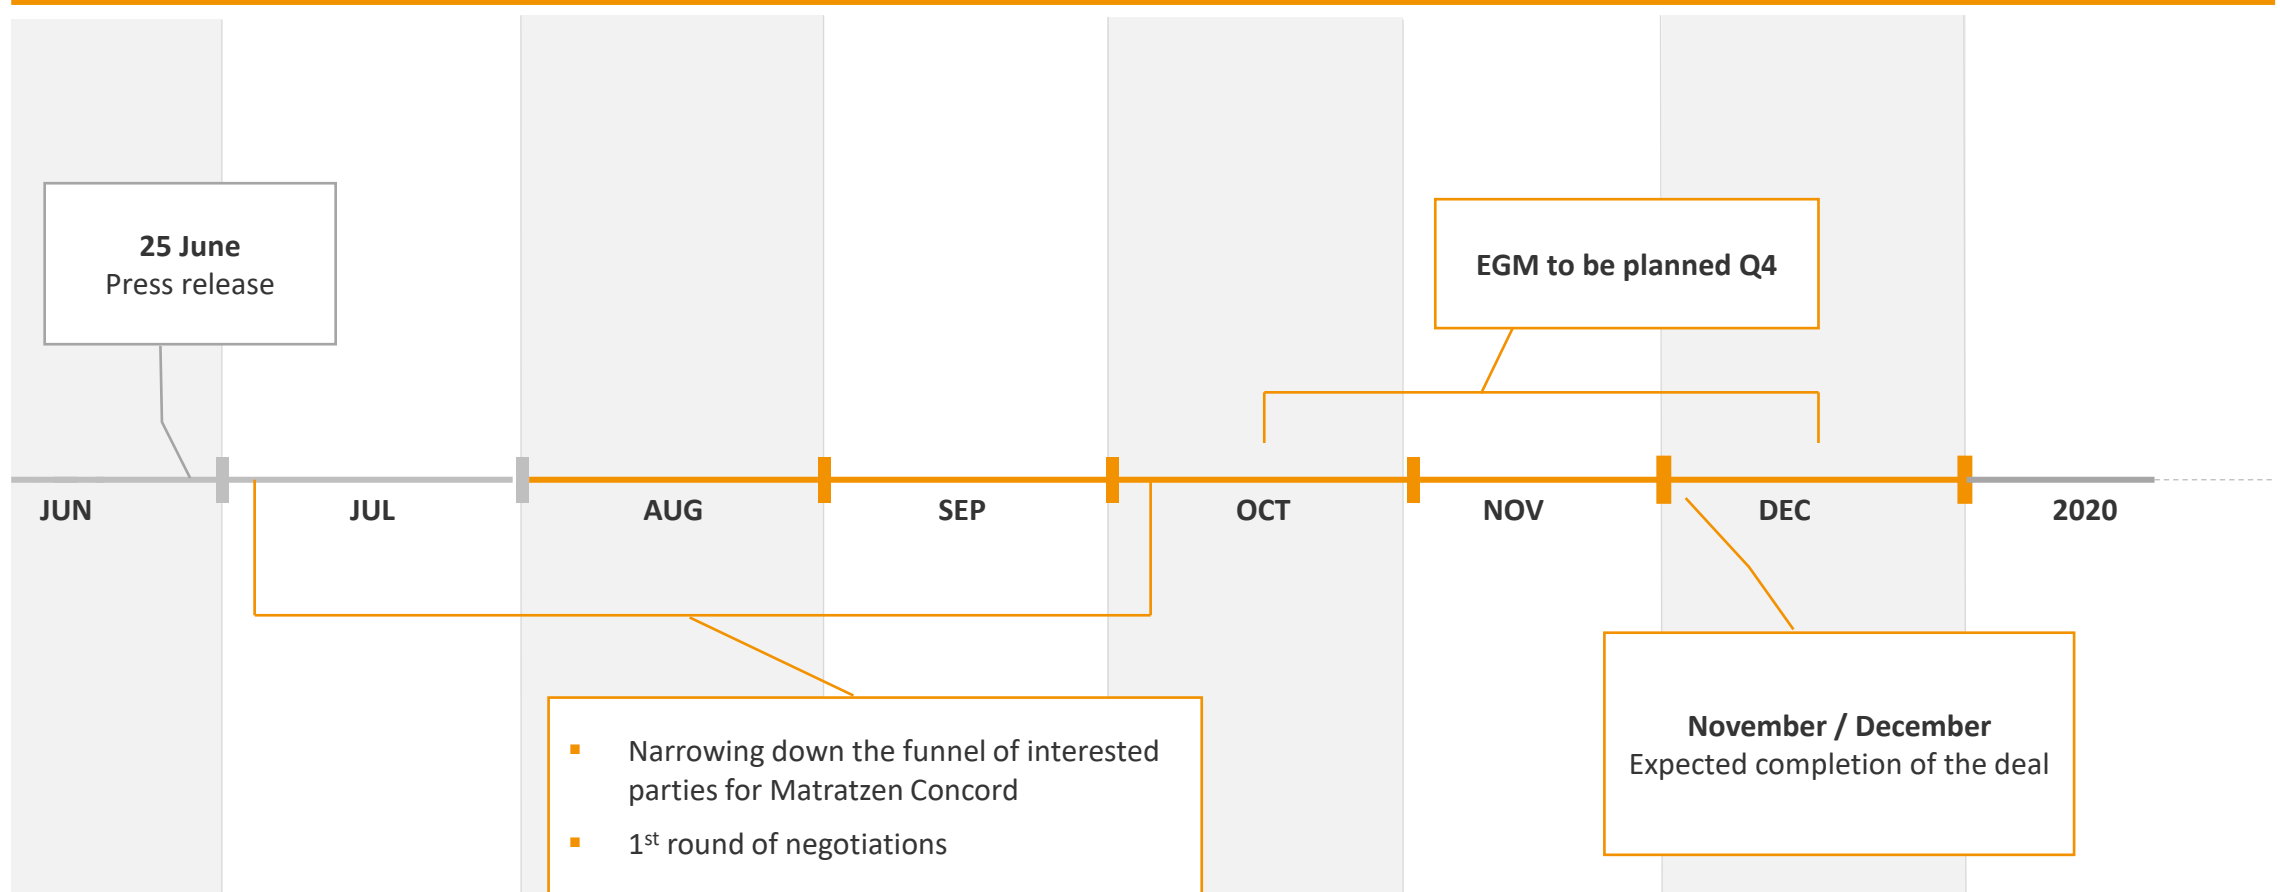 25 June
Press release
EGM to be planned Q4
JUN
JUL
AUG
SEP
OCT
NOV
DEC
2020
Narrowing down the funnel of interested
parties for Matratzen Concord
1st round of negotiations
November / December
Expected completion of the deal